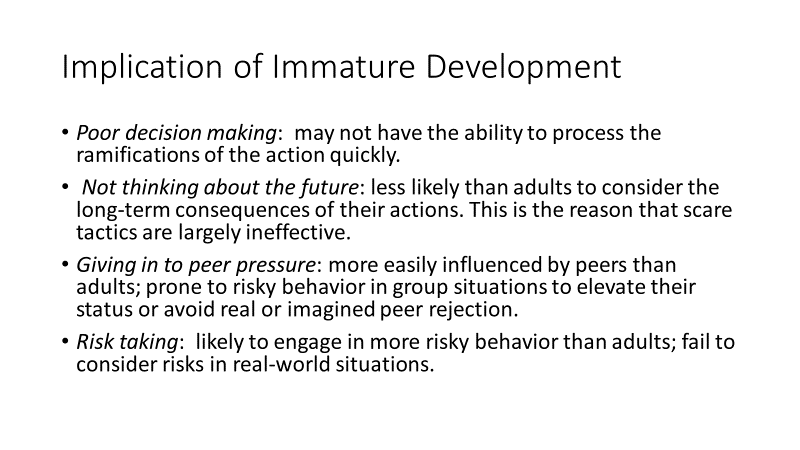 Implication of Immature Development
• Poor decision making:  may not have the ability to process the
ramifications of the action quickly.
•  Not thinking about the future: less likely than adults to consider the
long-term consequences of their actions. This is the reason that scare
tactics are largely ineffective.
• Giving in to peer pressure: more easily influenced by peers than
adults; prone to risky behavior in group situations to elevate their
status or avoid real or imagined peer rejection.
• Risk taking:  likely to engage in more risky behavior than adults; fail to
consider risks in real-world situations.